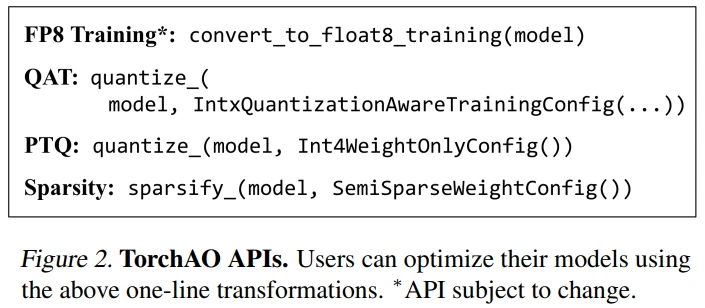 FP8 Training*: convert_to_float8_training(model)
QAT: quantize_(
model, IntxQuantizationAwareTrainingConfig(...))
PTQ: quantize_(model, Int4WeightOnlyConfig())
Sparsity: sparsify_(model, SemiSparseWeightConfig())
Figure 2. TorchAO APIs. Users can optimize their models using
the above one-line transformations. *API subject to change.